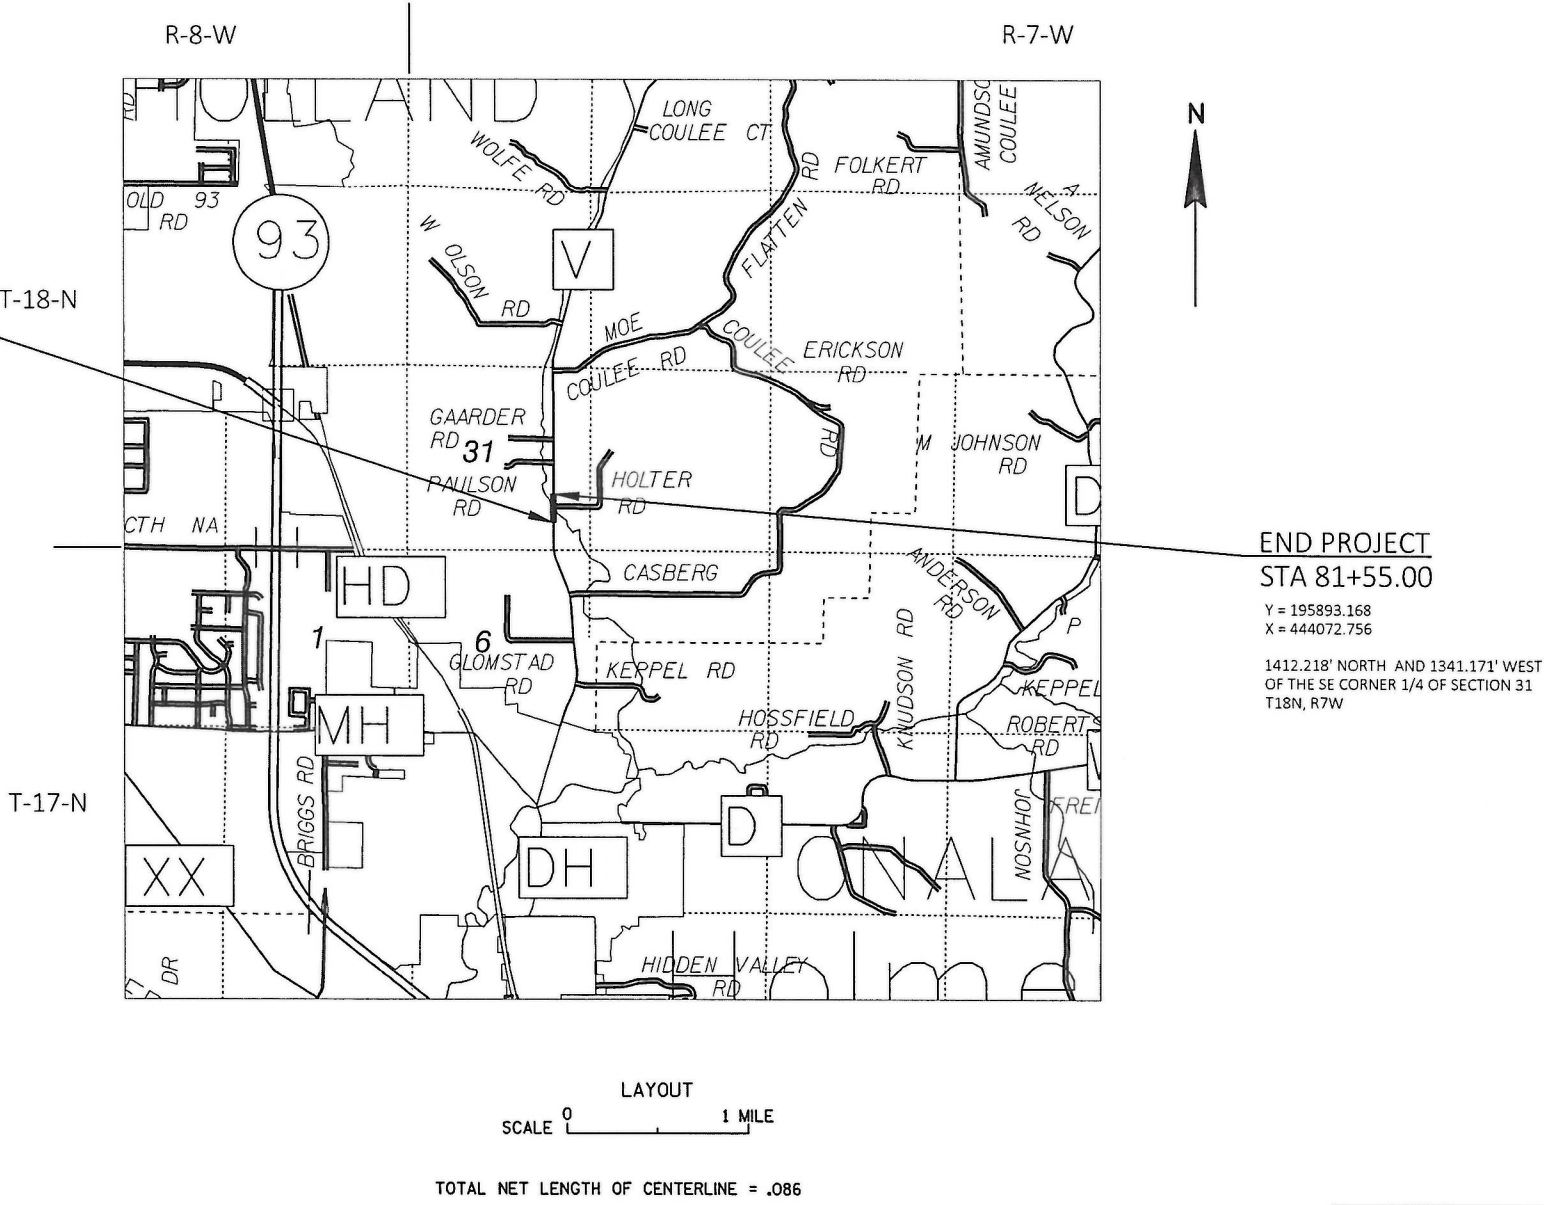 R-8-W
R-7-W
HOLLAND
RD
LONG
COULEE CT
WOLFE RD
FOLKERT
RD
AMUNDSO
COULEE
N
OLD 93
RD
A
NELSON
RD
93
V
W OLSON
RD
FLATTEN
RD
T-18-N
MOE
COULEE RD
COULEE
RD
ERICKSON
RD
GAARDER
RD
31
M JOHNSON
RD
PAULSON
RD
HOLTER
RD
D
CTH NA
END PROJECT
STA 81+55.00
Y = 195893.168
X = 444072.756
1412.218' NORTH AND 1341.171' WEST
OF THE SE CORNER 1/4 OF SECTION 31
T18N, R7W
HD
CASBERG
ANDERSON
RD
1
6
GLOMSTAD
RD
KEPPEL RD
KNUDSON RD
P
KEPPEL
MH
HOSSFIELD
RD
ROBERTS
RD
BRIGGS RD
T-17-N
D
JOHNSON
FREI
XX
DH
ONALA
DR
HIDDEN VALLEY
RD
LAYOUT
SCALE 0 1 MILE
TOTAL NET LENGTH OF CENTERLINE = .086